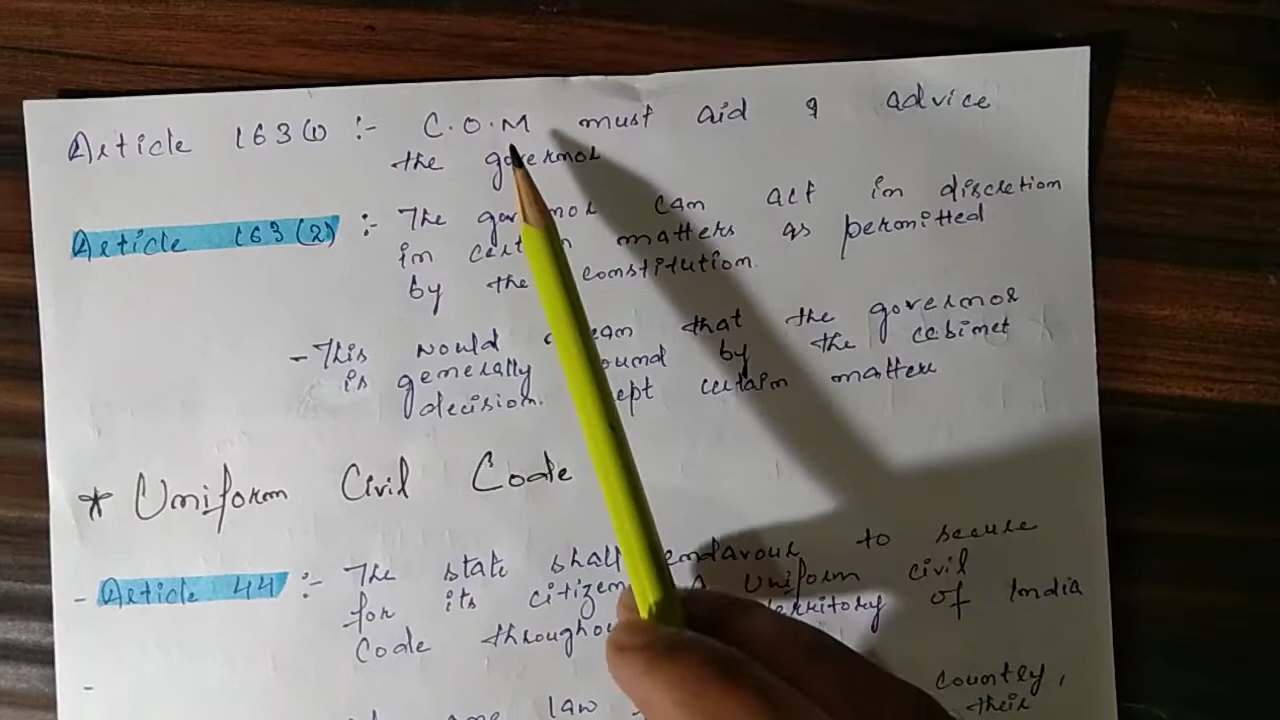 Article 163(1) :- C.O.M must aid & advice
the governor
Article 163(2) :- The governor can act in discretion
in certain matters as permitted
by the constitution.
- This would mean that the governor
is generally bound by the cabinet
decision. except certain matters
* Uniform Civil Code
- Article 44 :- The state shall endavour to secure
for its citizens a Uniform civil
Code throughout territory of India
- country,
law their